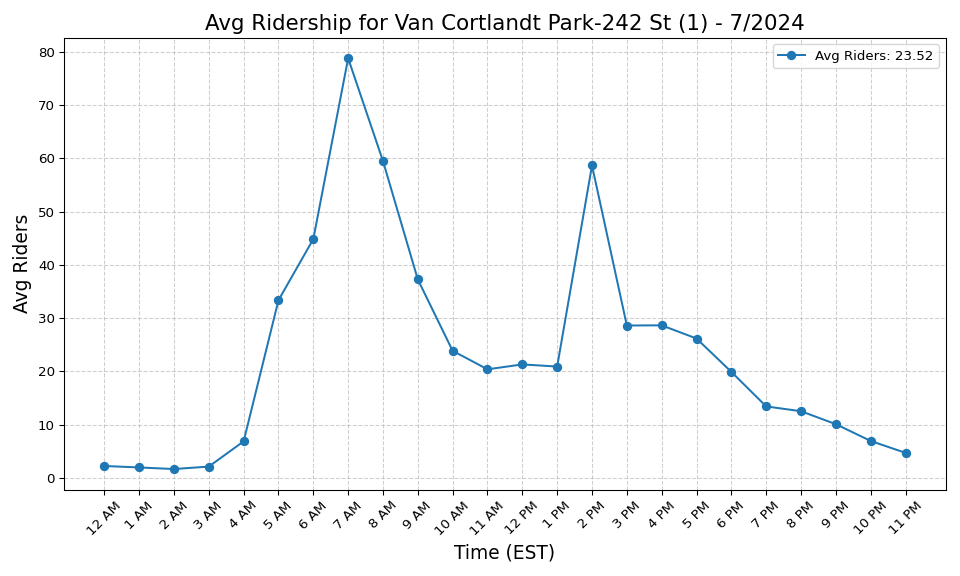 Avg Ridership for Van Cortlandt Park-242 St (1) - 7/2024
Avg Riders: 23.52
Avg Riders
80
70
60
50
40
30
20
10
0
12 AM
1 AM
2 AM
3 AM
4 AM
5 AM
6 AM
7 AM
8 AM
9 AM
10 AM
11 AM
12 PM
1 PM
2 PM
3 PM
4 PM
5 PM
6 PM
7 PM
8 PM
9 PM
10 PM
11 PM
Time (EST)